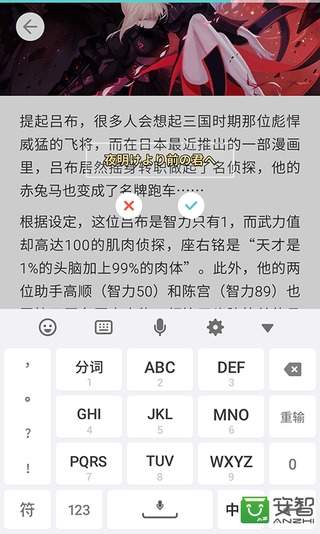 提起吕布，很多人会想起三国时期那位彪悍
威猛的飞将，而在日本最近推出的一部漫画
夜明けより前の君へ
里，吕布居然摇身转职做起了名侦探，他的
赤兔马也变成了名牌跑车……
根据设定，这位吕布是智力只有1，而武力值
却高达100的肌肉侦探，座右铭是“天才是
1%的头脑加上99%的肉体”。此外，他的两
位助手高顺（智力50）和陈宫（智力89）也
， 分词 ABC DEF
1 2 3
。 GHI JKL MNO 重输
4 5 6
？ PQRS TUV WXYZ 0
！ 7 8 9
符 123 中
安智
ANZHI